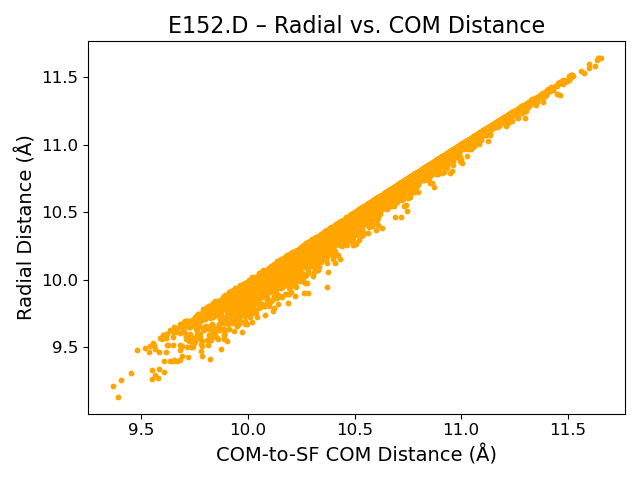 E152.D – Radial vs. COM Distance
Radial Distance (Å)
11.5
11.0
10.5
10.0
9.5
9.5 10.0 10.5 11.0 11.5
COM-to-SF COM Distance (Å)